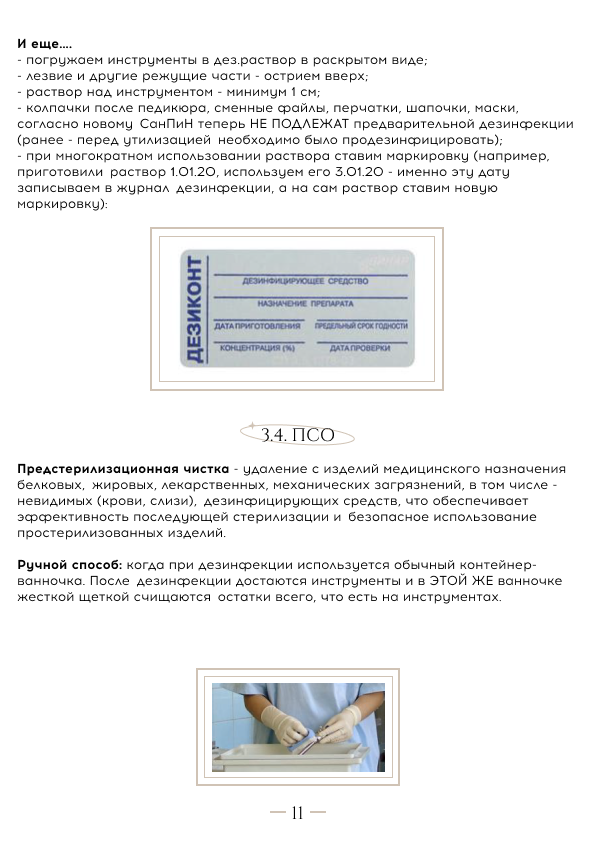 И еще....
- погружаем инструменты в дез.раствор в раскрытом виде;
- лезвие и другие режущие части - острием вверх;
- раствор над инструментом - минимум 1 см;
- колпачки после педикюра, сменные файлы, перчатки, шапочки, маски,
согласно новому СанПиН теперь НЕ ПОДЛЕЖАТ предварительной дезинфекции
(ранее - перед утилизацией необходимо было продезинфицировать);
- при многократном использовании раствора ставим маркировку (например,
приготовили раствор 1.01.20, используем его 3.01.20 - именно эту дату
записываем в журнал дезинфекции, а на сам раствор ставим новую
маркировку):
ДЕЗИКОНТ
ДЕЗИНФИЦИРУЮЩЕЕ СРЕДСТВО
НАЗНАЧЕНИЕ ПРЕПАРАТА
ДАТА ПРИГОТОВЛЕНИЯ ПРЕДЕЛЬНЫЙ СРОК ГОДНОСТИ
КОНЦЕНТРАЦИЯ (%) ДАТА ПРОВЕРКИ
3.4. ПСО
Предстерилизационная чистка - удаление с изделий медицинского назначения
белковых, жировых, лекарственных, механических загрязнений, в том числе -
невидимых (крови, слизи), дезинфицирующих средств, что обеспечивает
эффективность последующей стерилизации и безопасное использование
простерилизованных изделий.
Ручной способ: когда при дезинфекции используется обычный контейнер-
ванночка. После дезинфекции достаются инструменты и в ЭТОЙ ЖЕ ванночке
жесткой щеткой счищаются остатки всего, что есть на инструментах.
11